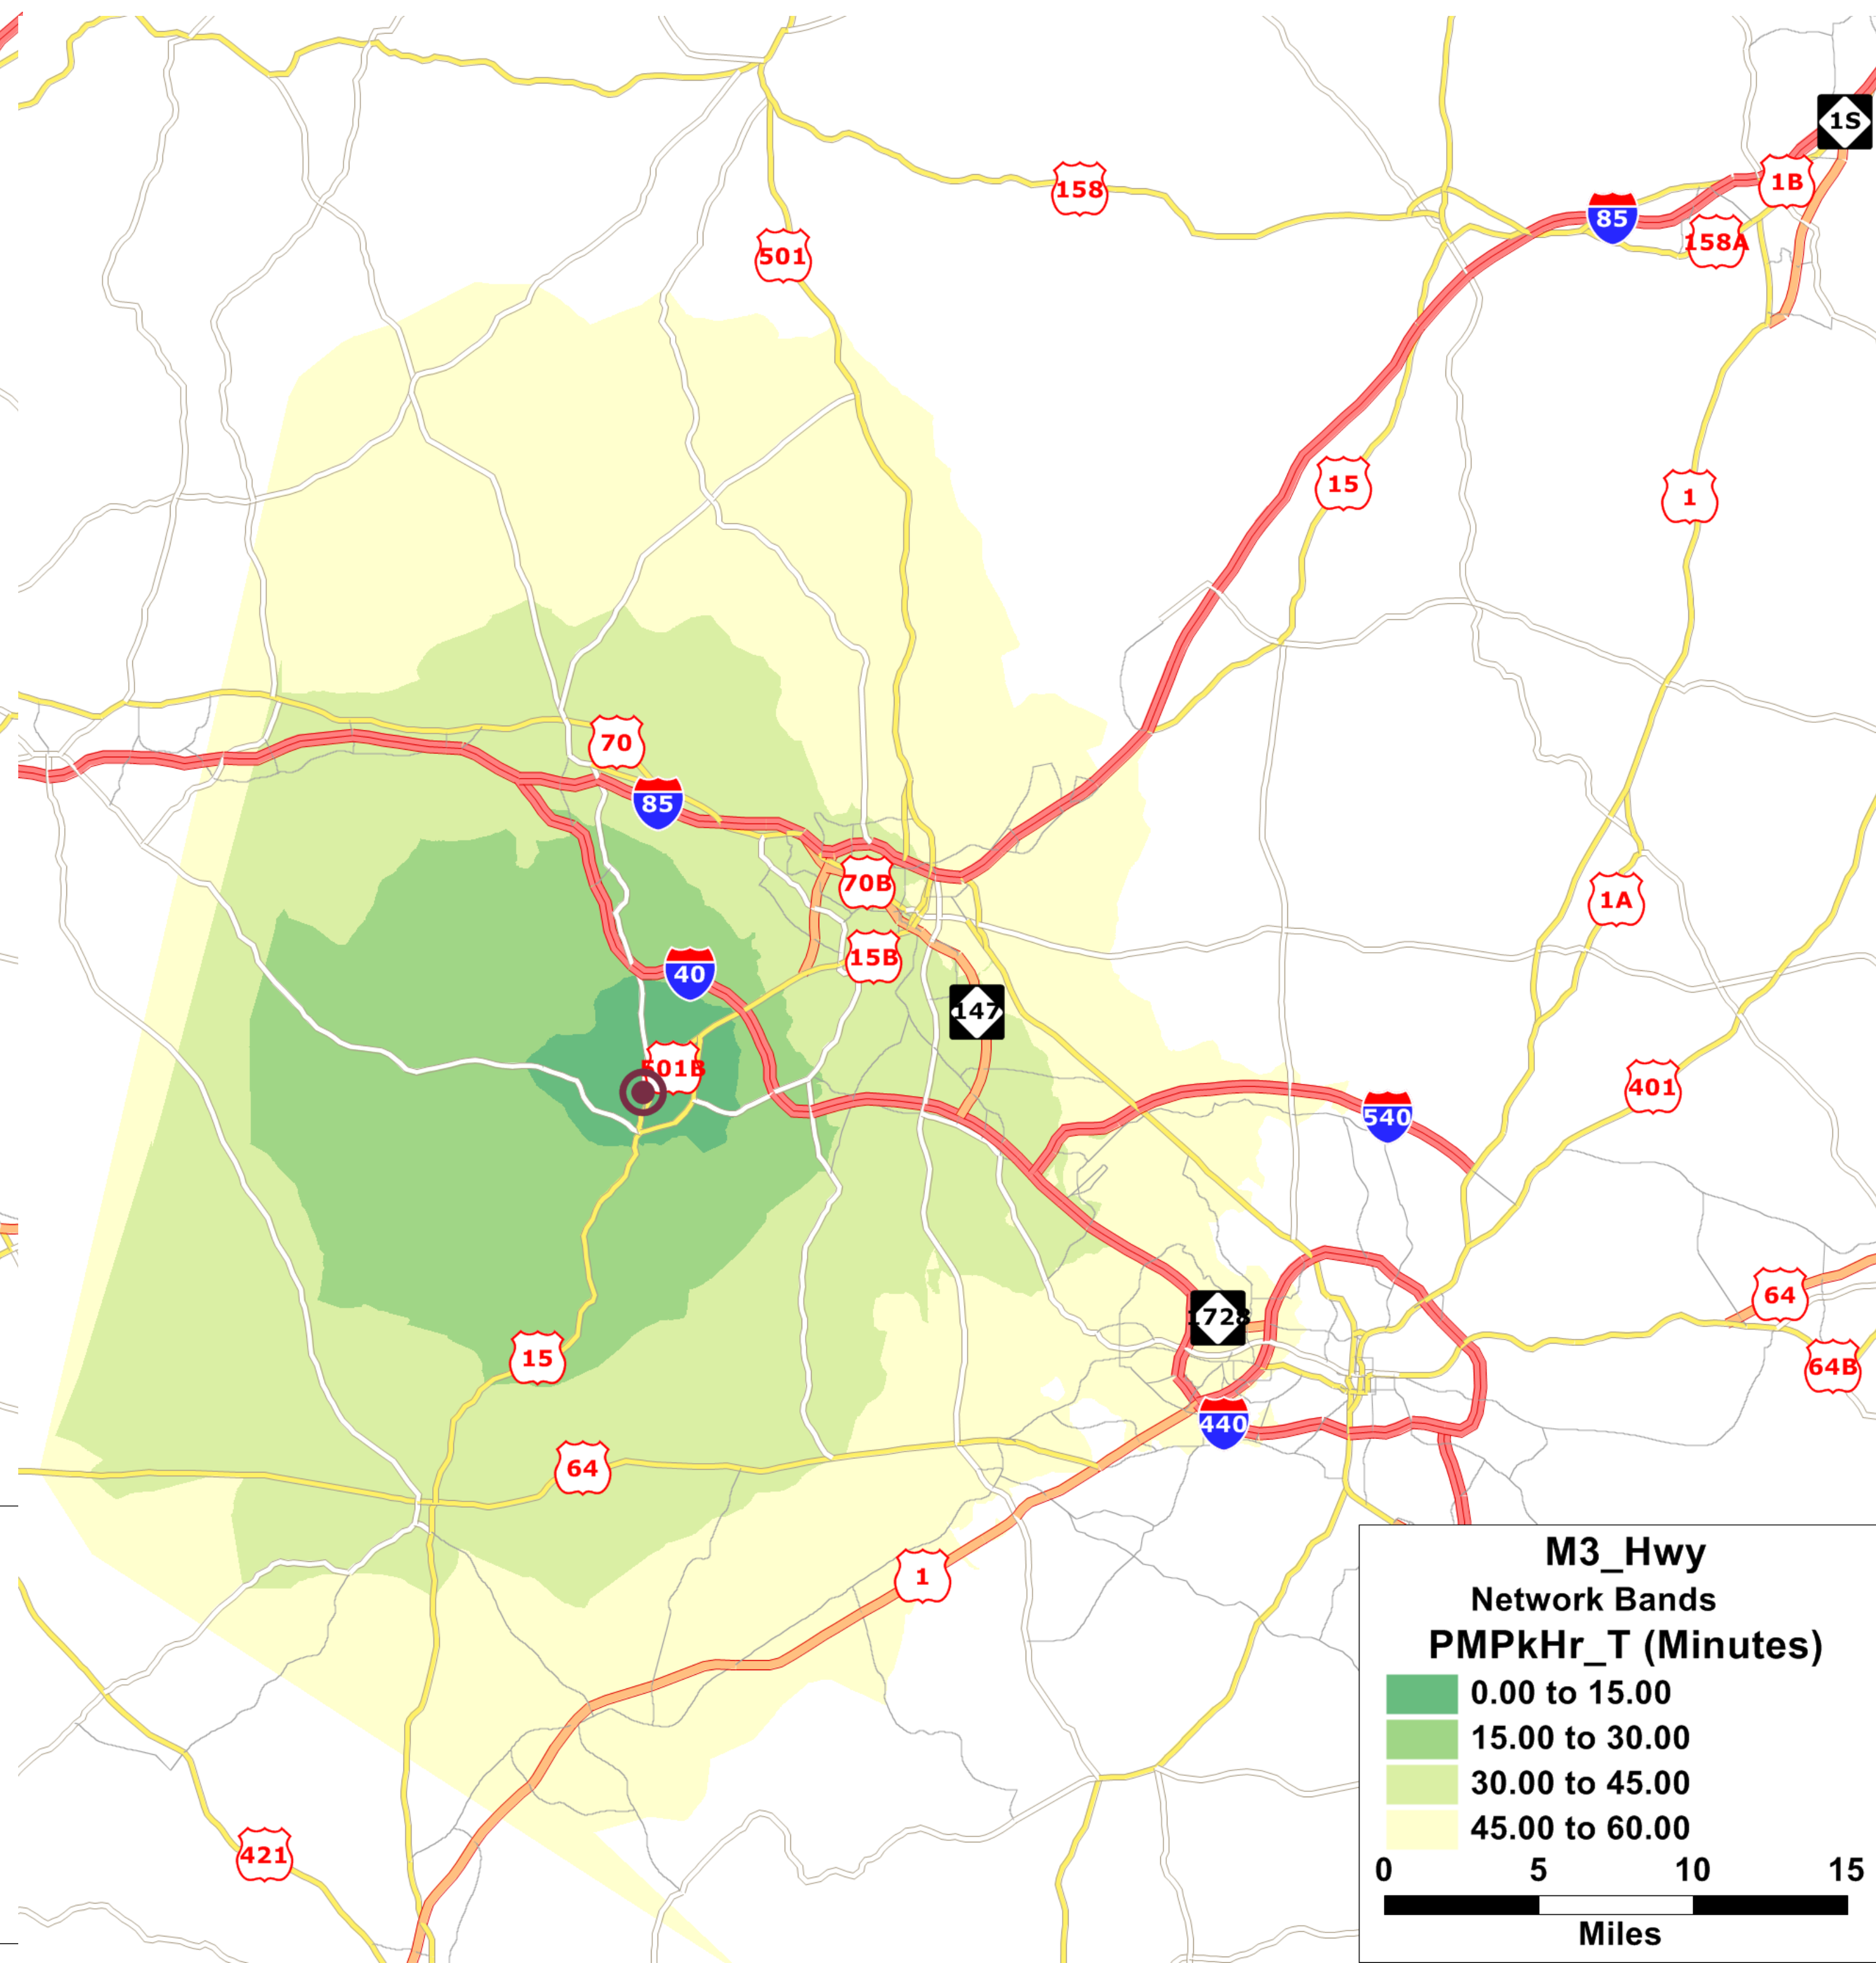 1S
1B
158
85
158A
501
15
1
70
85
70B
1A
15B
40
147
501B
401
540
64
1728
15
64B
440
64
1
421
M3_Hwy
Network Bands
PMPkHr_T (Minutes)
0.00 to 15.00
15.00 to 30.00
30.00 to 45.00
45.00 to 60.00
0 5 10 15
Miles